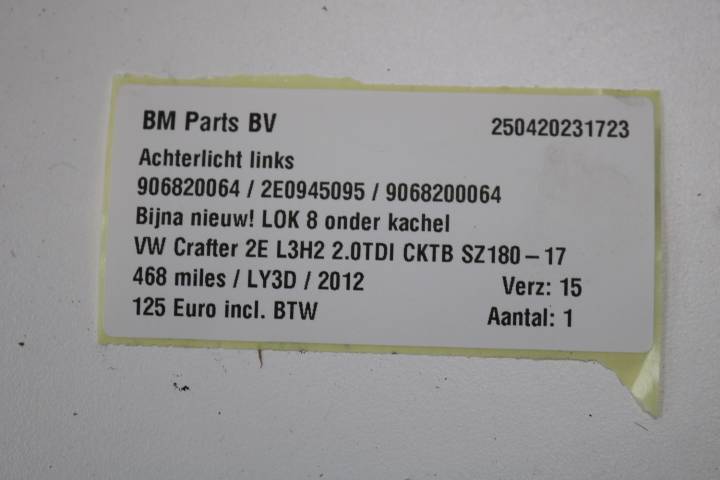 BM Parts BV 250420231723
Achterlicht links
906820064 / 2E0945095 / 9068200064
Bijna nieuw! LOK 8 onder kachel
VW Crafter 2E L3H2 2.0TDI CKTB SZ180-17
468 miles / LY3D / 2012 Verz: 15
125 Euro incl. BTW Aantal: 1